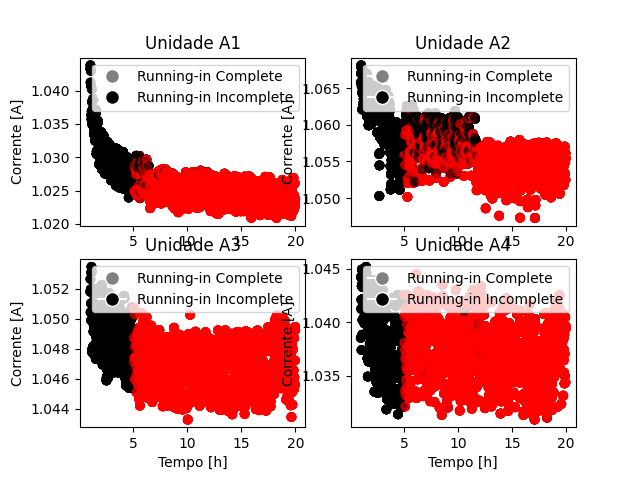 Unidade A1
Running-in Complete
Running-in Incomplete
Corrente [A]
1.040
1.035
1.030
1.025
1.020
5
10
15
20
Unidade A2
Running-in Complete
Running-in Incomplete
Corrente [A]
1.065
1.060
1.055
1.050
5
10
15
20
Unidade A3
Running-in Complete
Running-in Incomplete
Corrente [A]
1.052
1.050
1.048
1.046
1.044
5
10
15
20
Tempo [h]
Unidade A4
Running-in Complete
Running-in Incomplete
Corrente [A]
1.045
1.040
1.035
5
10
15
20
Tempo [h]